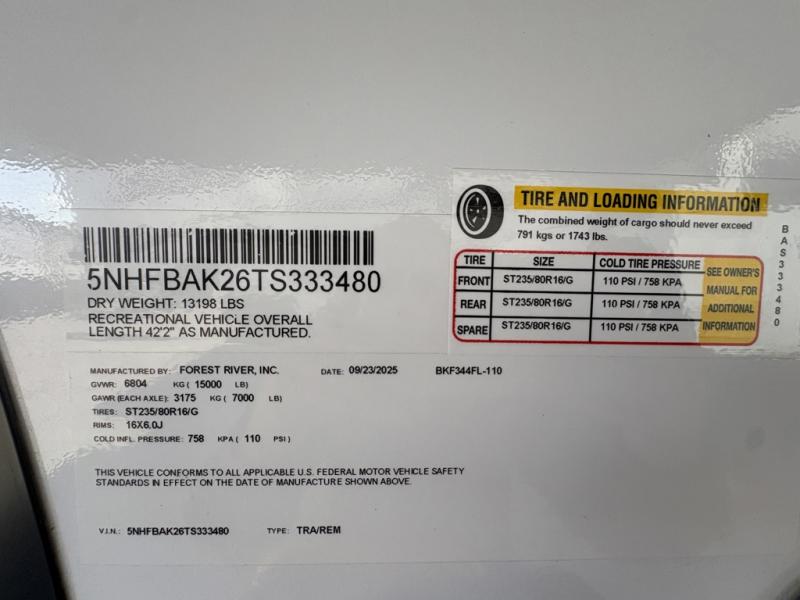 TIRE AND LOADING INFORMATION
The combined weight of cargo should never exceed
791 kgs or 1743 lbs.
TIRE SIZE COLD TIRE PRESSURE
FRONT ST235/80R16/G 110 PSI / 758 KPA
REAR ST235/80R16/G 110 PSI / 758 KPA
SPARE ST235/80R16/G 110 PSI / 758 KPA
SEE OWNER'S
MANUAL FOR
ADDITIONAL
INFORMATION
BAS333480
5NHFBAK26TS333480
DRY WEIGHT: 13198 LBS
RECREATIONAL VEHICLE OVERALL
LENGTH 42'2" AS MANUFACTURED.
MANUFACTURED BY: FOREST RIVER, INC. DATE: 09/23/2025 BKF344FL-110
GVWR: 6804 KG ( 15000 LB)
GAWR (EACH AXLE): 3175 KG ( 7000 LB)
TIRES: ST235/80R16/G
RIMS: 16X6.0J
COLD INFL. PRESSURE: 758 KPA ( 110 PSI )
THIS VEHICLE CONFORMS TO ALL APPLICABLE U.S. FEDERAL MOTOR VEHICLE SAFETY
STANDARDS IN EFFECT ON THE DATE OF MANUFACTURE SHOWN ABOVE.
V.I.N.: 5NHFBAK26TS333480 TYPE: TRA/REM